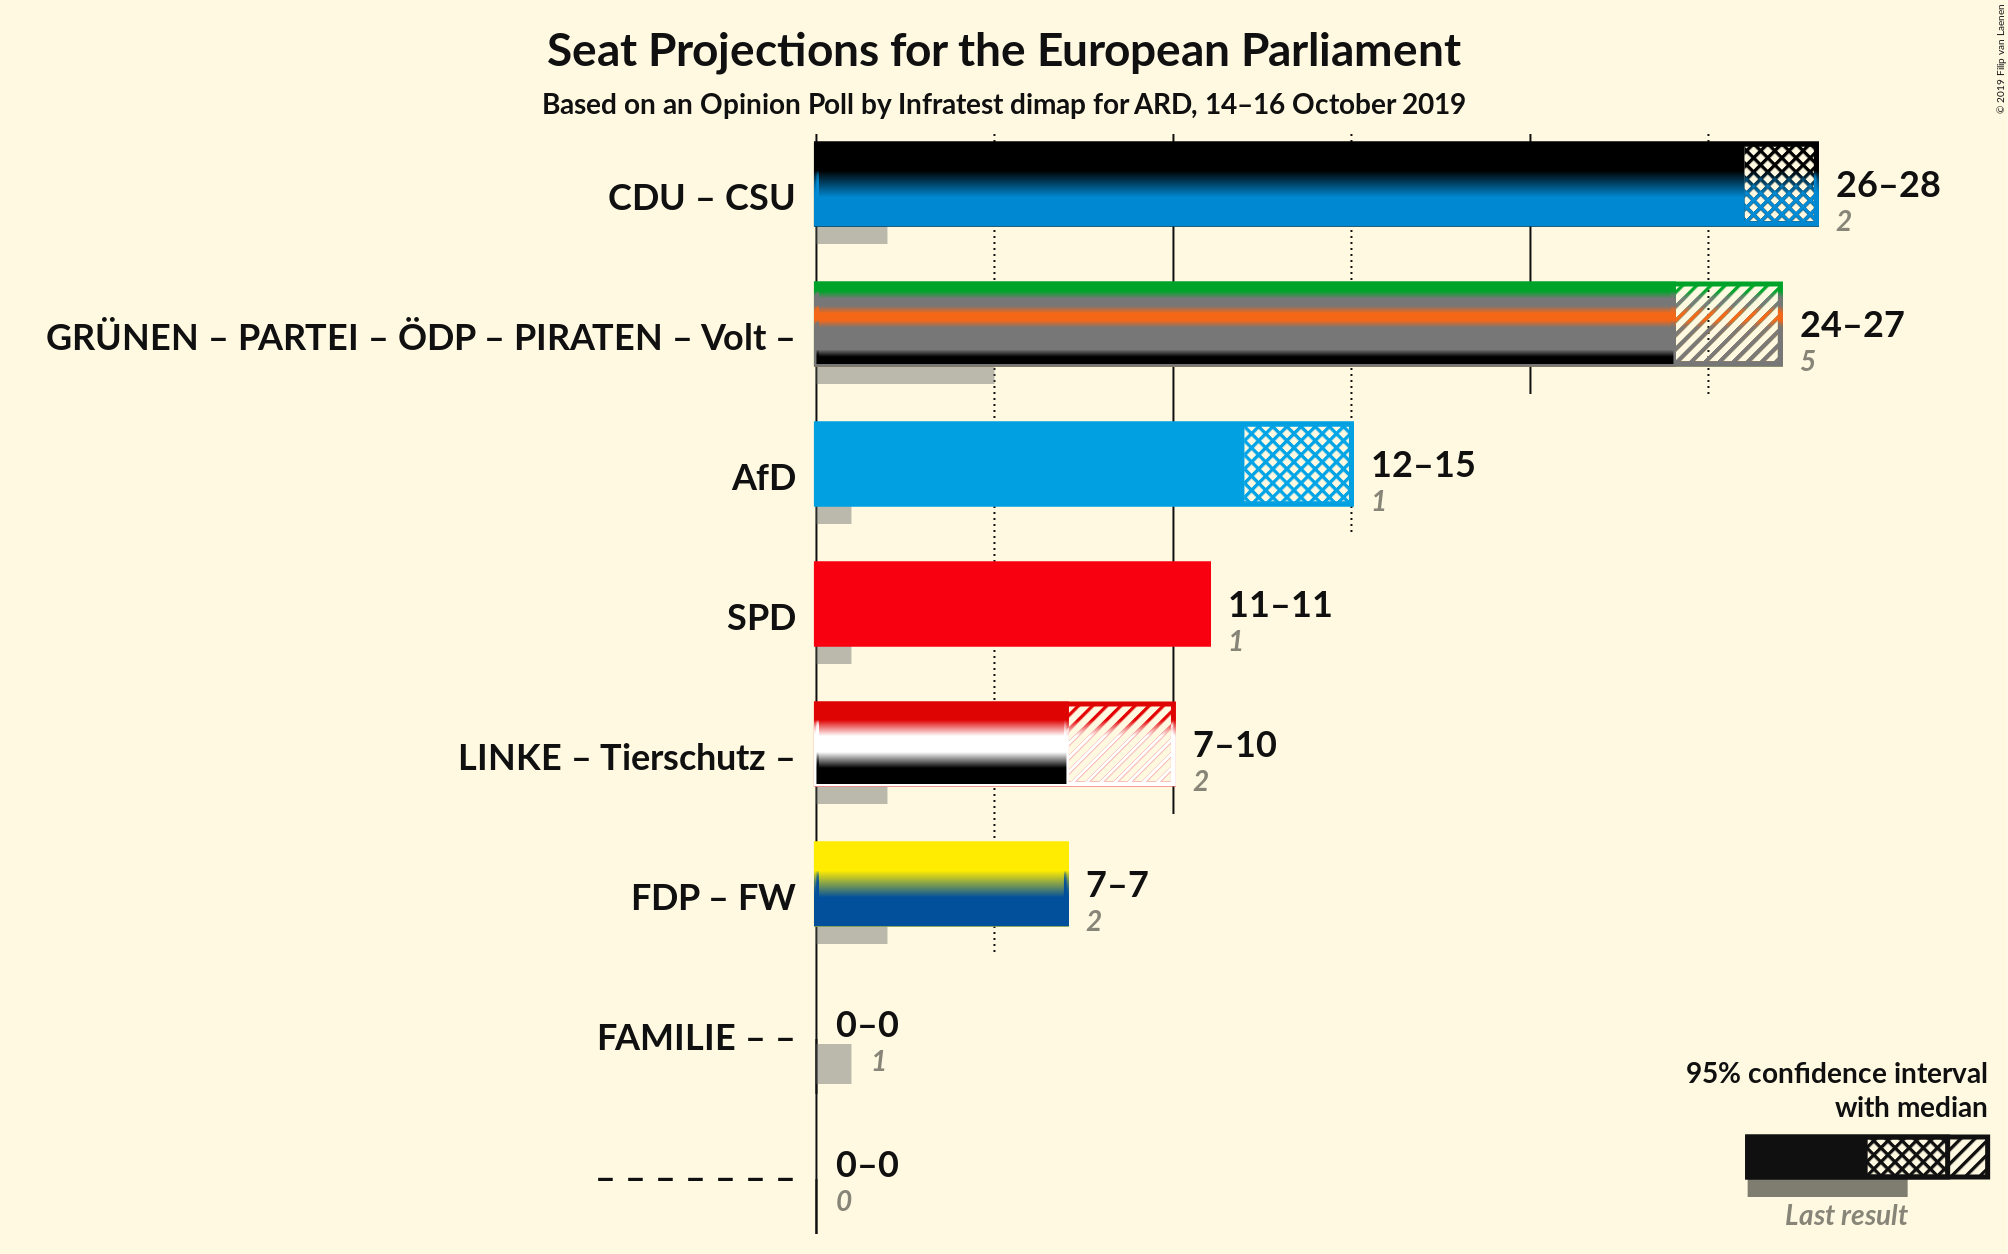 Seat Projections for the European Parliament
Based on an Opinion Poll by Infratest dimap for ARD, 14–16 October 2019
© 2019 Filip van Laenen
CDU – CSU
26–28
2
GRÜNEN – PARTEI – ÖDP – PIRATEN – Volt –
24–27
5
AfD
12–15
1
SPD
11–11
1
LINKE – Tierschutz –
7–10
2
FDP – FW
7–7
2
FAMILIE – –
0–0
1
– – – – – – –
0–0
0
95% confidence interval
with median
Last result